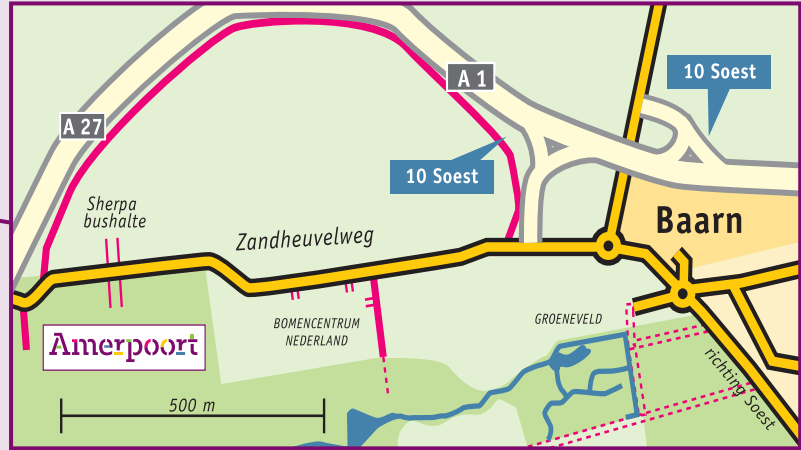 10 Soest
A 1
A 27
10 Soest
Sherpa
bushalte
Baarn
Zandheuvelweg
BOMENCENTRUM
NEDERLAND
GROENEVELD
Amerpoort
richting Soest
500 m